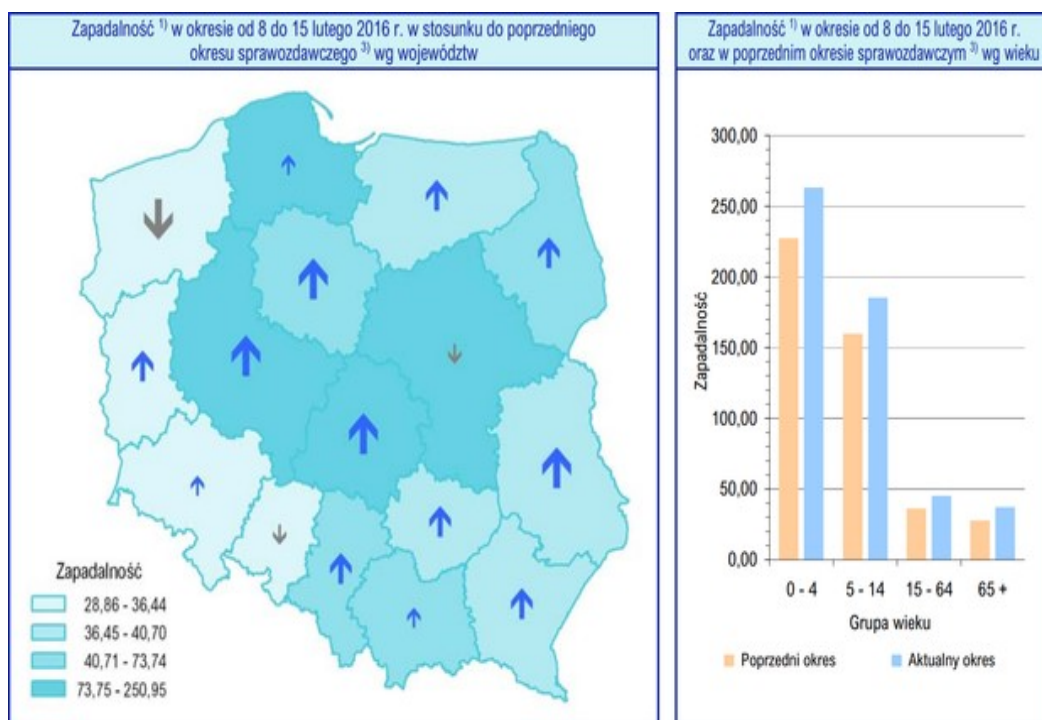 Zapadalność 1) w okresie od 8 do 15 lutego 2016 r. w stosunku do poprzedniego
okresu sprawozdawczego 3) wg województw
Zapadalność
28,86 - 36,44
36,45 - 40,70
40,71 - 73,74
73,75 - 250,95
Zapadalność 1) w okresie od 8 do 15 lutego 2016 r.
oraz w poprzednim okresie sprawozdawczym 3) wg wieku
Zapadalność
300,00
250,00
200,00
150,00
100,00
50,00
0,00
0 - 4 5 - 14 15 - 64 65 +
Grupa wieku
Poprzedni okres Aktualny okres